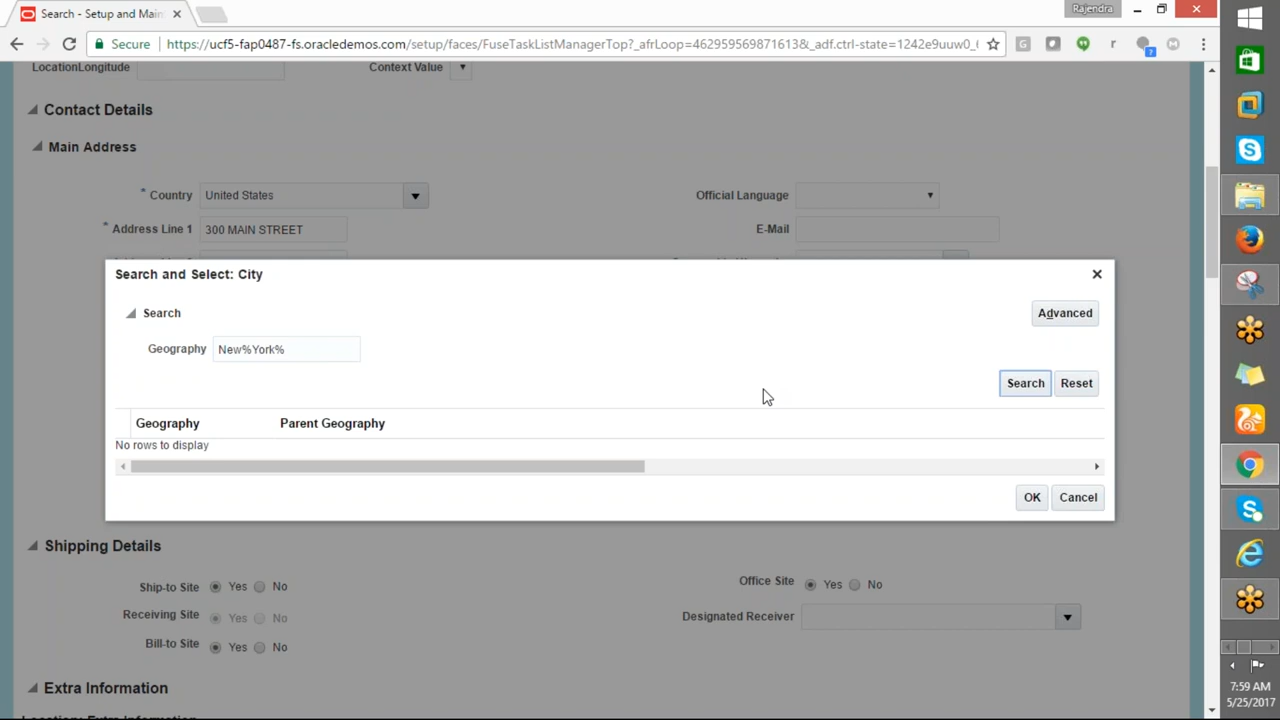 Search - Setup and Main
Rajendra
Secure
https://ucf5-fap0487-fs.oracledemos.com/setup/faces/FuseTaskListManagerTop?_afrLoop=462959569871613&_adf.ctrl-state=1242e9uuw0_
LocationLongitude
Context Value
Contact Details
Main Address
* Country United States
Official Language
* Address Line 1 300 MAIN STREET
E-Mail
Search and Select: City
Search
Advanced
Geography New%York%
Search Reset
Geography Parent Geography
No rows to display
OK Cancel
Shipping Details
Ship-to Site Yes No
Office Site Yes No
Receiving Site Yes No
Designated Receiver
Bill-to Site Yes No
Extra Information
7:59 AM
5/25/2017